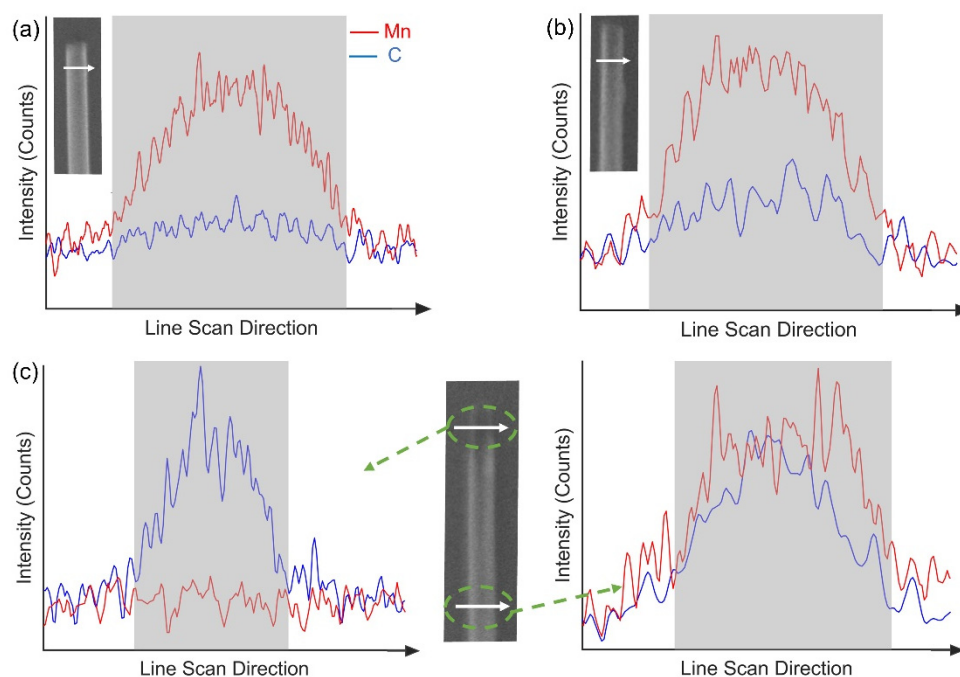 (a)
Mn
C
Intensity (Counts)
Line Scan Direction
(b)
Intensity (Counts)
Line Scan Direction
(c)
Intensity (Counts)
Line Scan Direction
Intensity (Counts)
Line Scan Direction